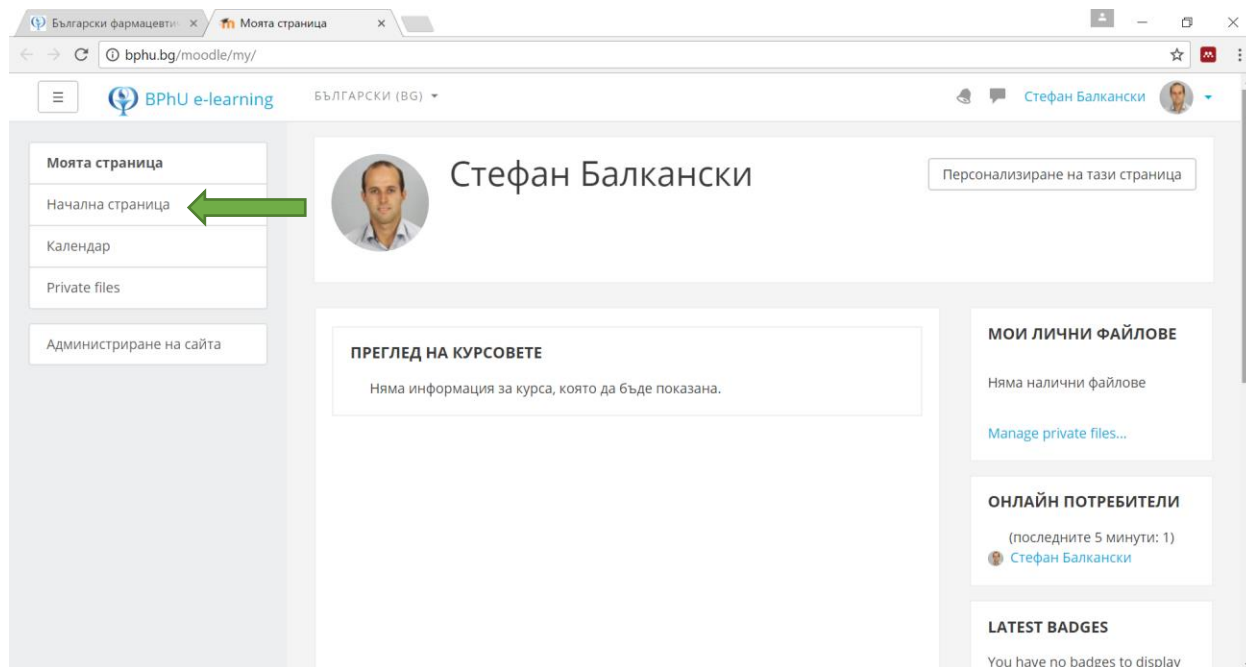 Български фармацевти
Моята страница
bphu.bg/moodle/my/
BPhU e-learning
БЪЛГАРСКИ (BG)
Стефан Балкански
Моята страница
Начална страница
Календар
Private files
Администриране на сайта
Стефан Балкански
Персонализиране на тази страница
ПРЕГЛЕД НА КУРСОВЕТЕ
Няма информация за курса, която да бъде показана.
МОИ ЛИЧНИ ФАЙЛОВЕ
Няма налични файлове
Manage private files...
ОНЛАЙН ПОТРЕБИТЕЛИ
(последните 5 минути: 1)
Стефан Балкански
LATEST BADGES
You have no badges to display